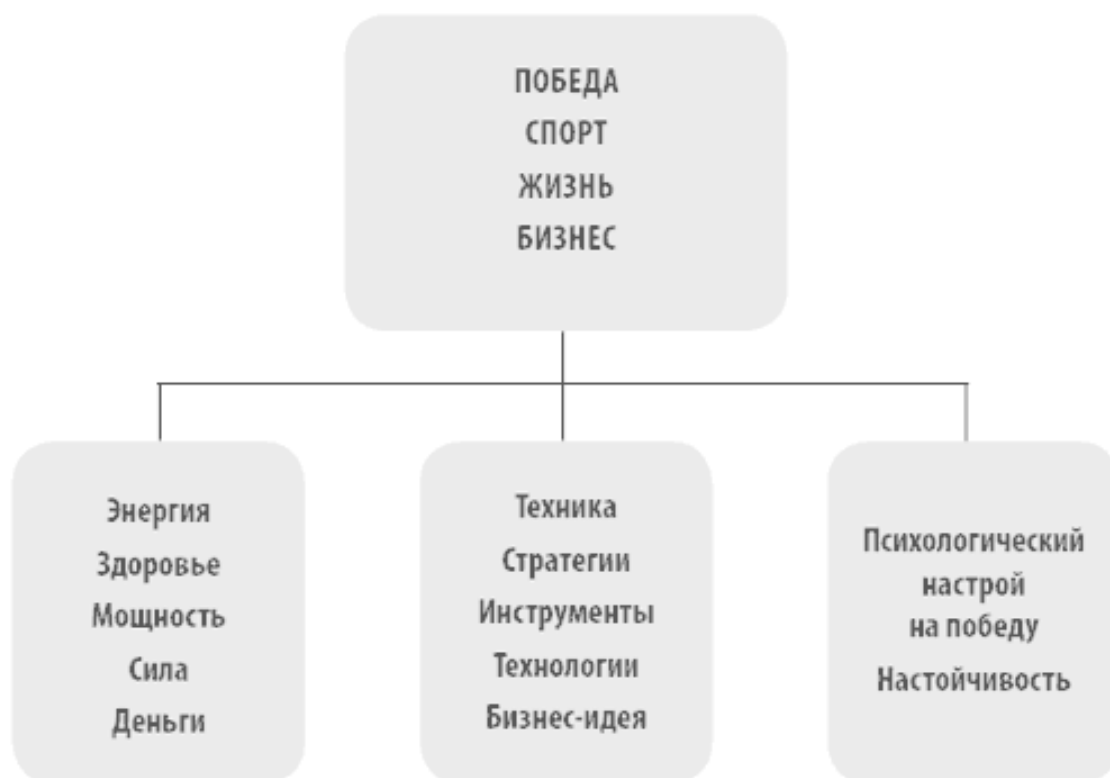 ПОБЕДА
СПОРТ
ЖИЗНЬ
БИЗНЕС
Энергия
Здоровье
Мощность
Сила
Деньги
Техника
Стратегии
Инструменты
Технологии
Бизнес-идея
Психологический
настрой
на победу
Настойчивость